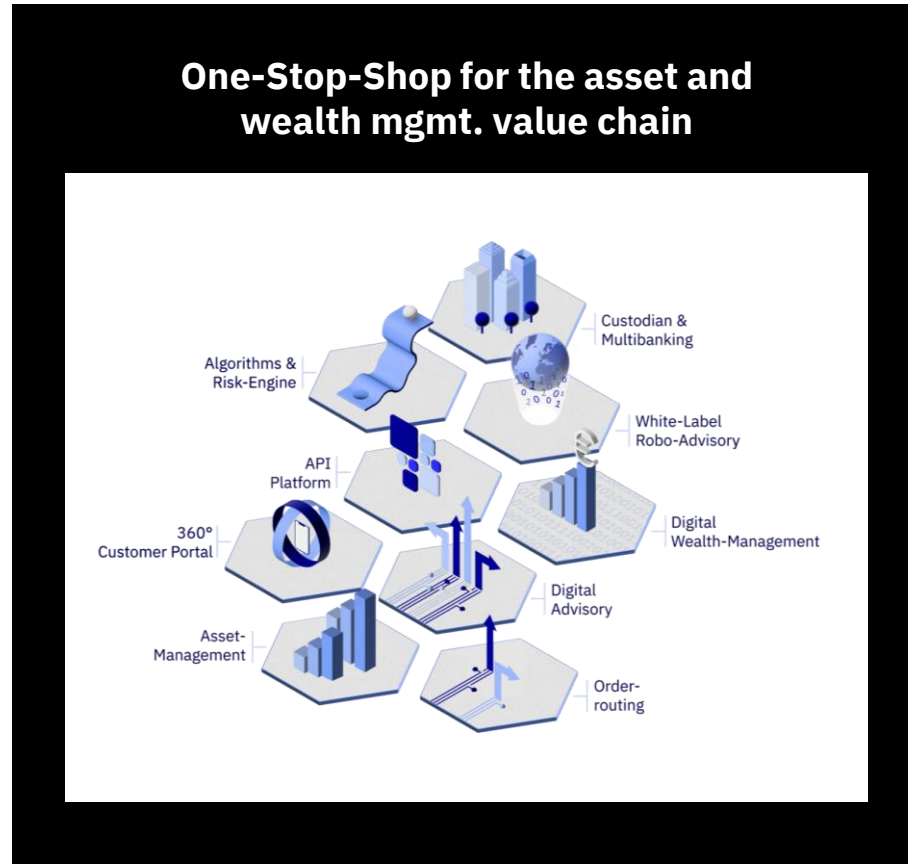 One-Stop-Shop for the asset and
wealth mgmt. value chain
Custodian &
Multibanking
Algorithms &
Risk-Engine
White-Label
Robo-Advisory
API
Platform
Digital
Wealth-Management
360°
Customer Portal
Digital
Advisory
Asset-
Management
Order-
routing